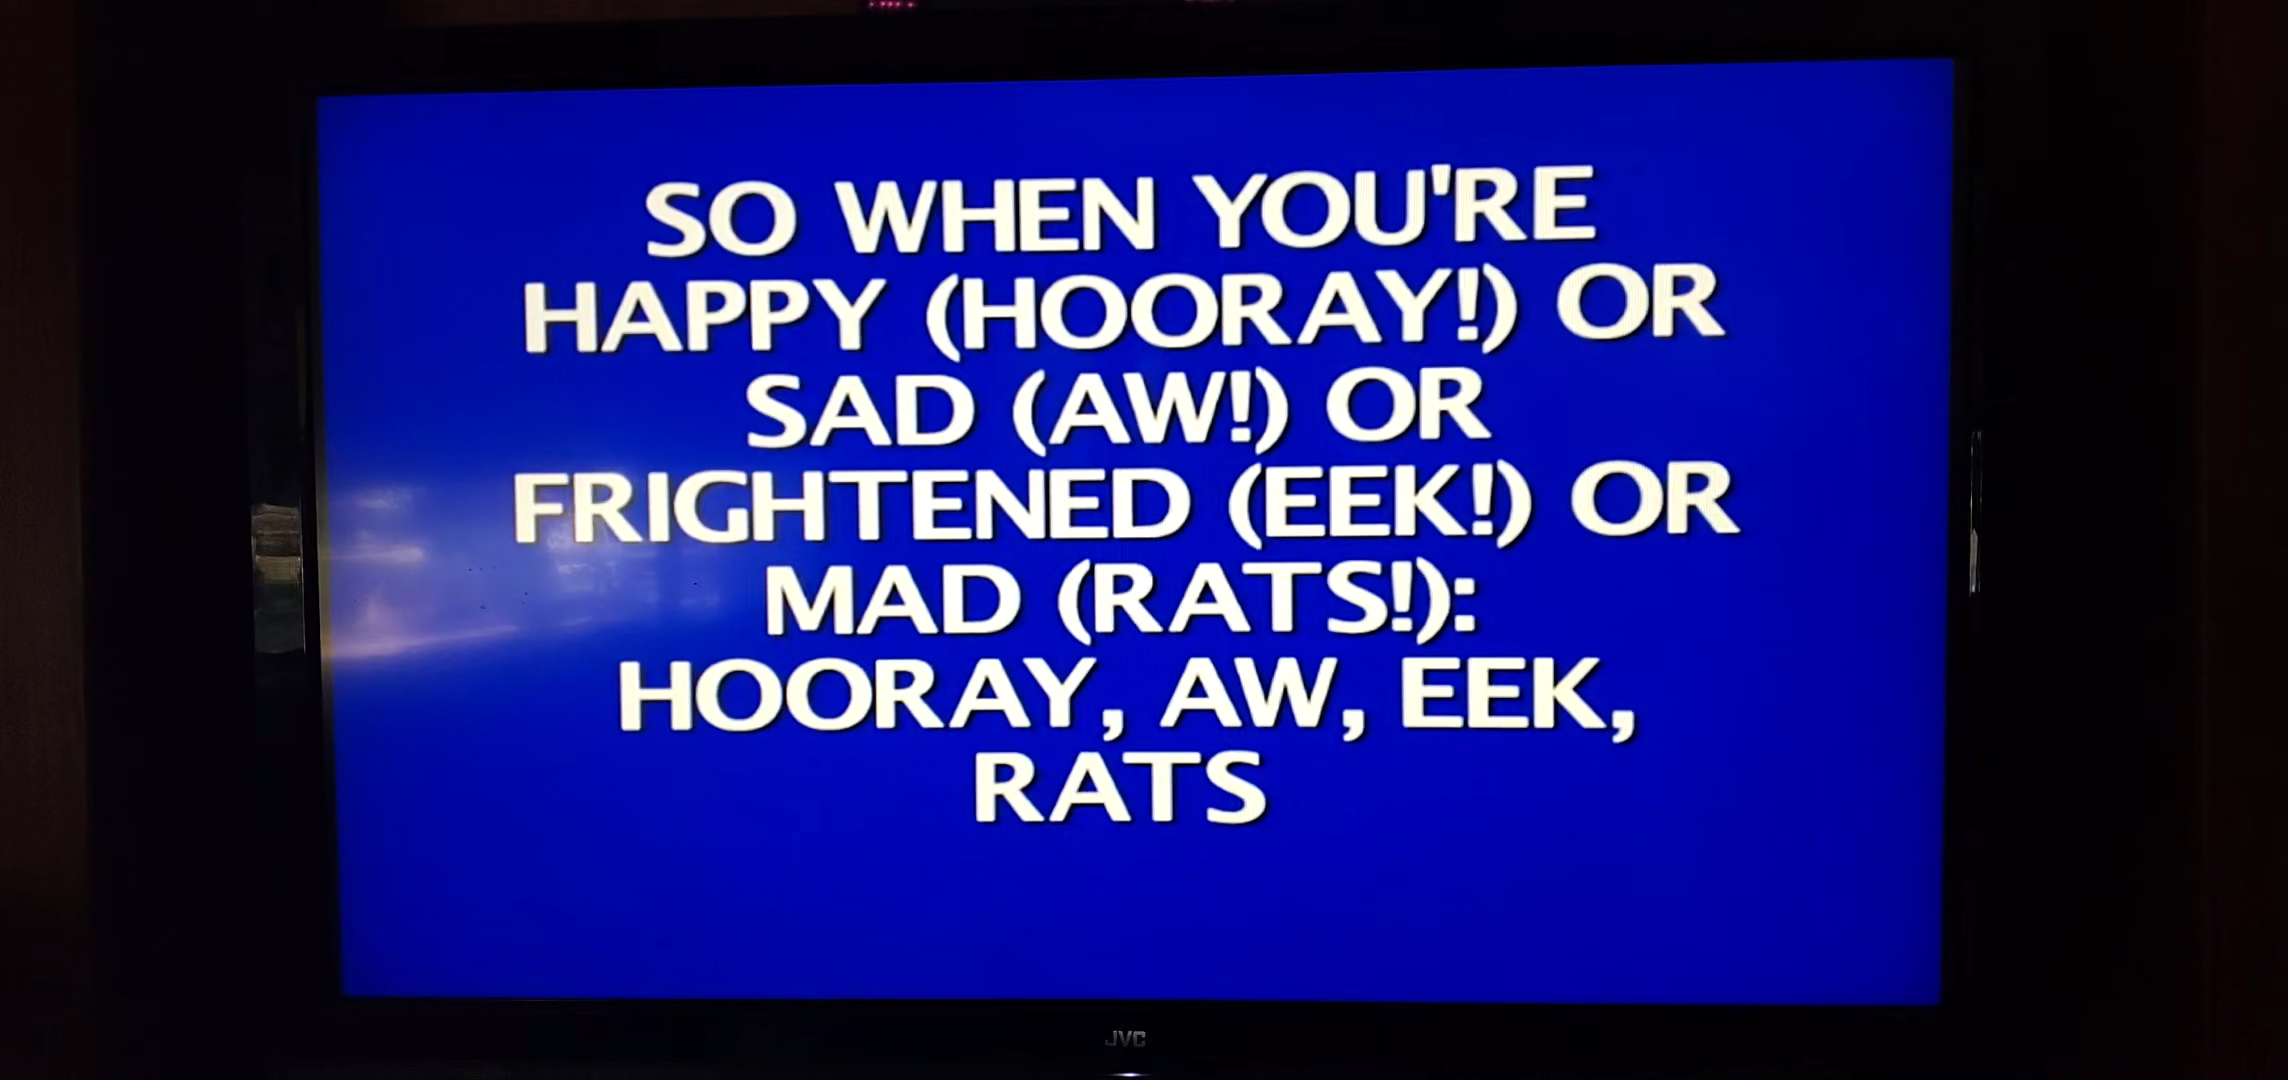 SO WHEN YOU'RE
HAPPY (HOORAY!) OR
SAD (AW!) OR
FRIGHTENED (EEK!) OR
MAD (RATS!):
HOORAY, AW, EEK,
RATS
JVC